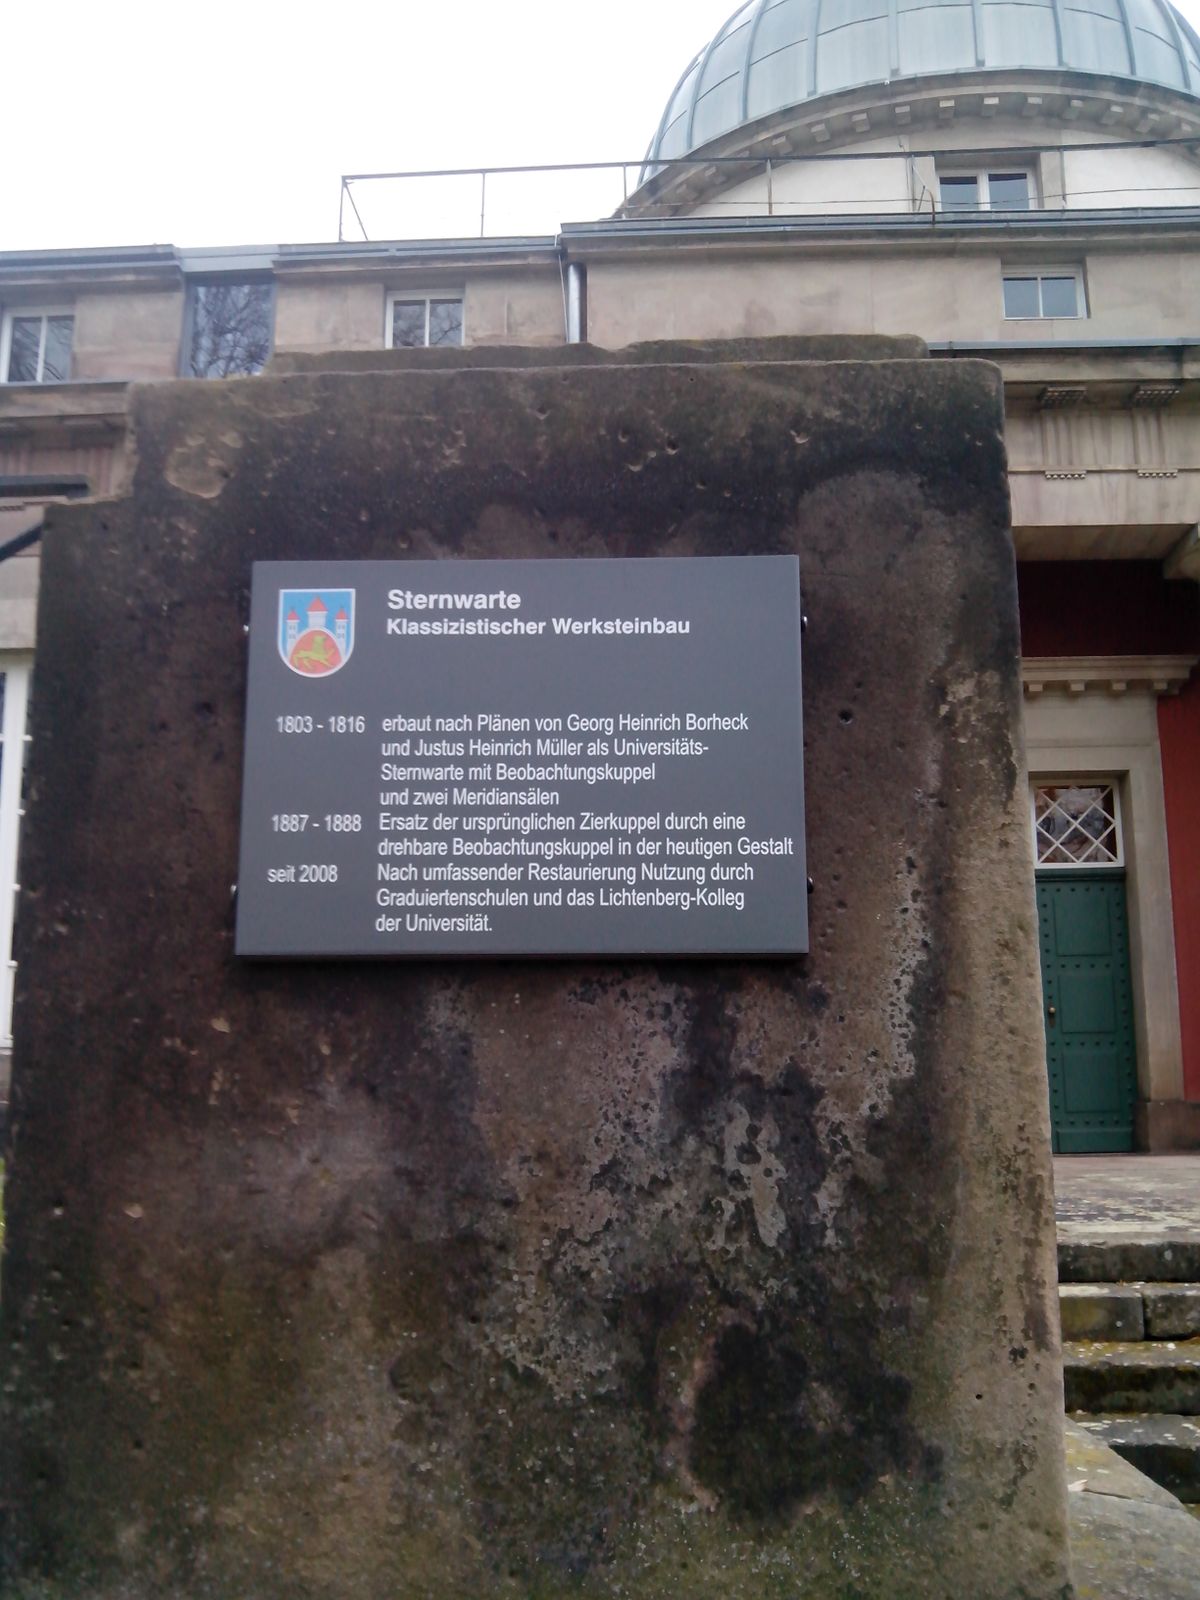 Sternwarte
Klassizistischer Werksteinbau
1803 - 1816 erbaut nach Plänen von Georg Heinrich Borheck
und Justus Heinrich Müller als Universitäts-
Sternwarte mit Beobachtungskuppel
und zwei Meridiansälen
1887 - 1888 Ersatz der ursprünglichen Zierkuppel durch eine
drehbare Beobachtungskuppel in der heutigen Gestalt
seit 2008 Nach umfassender Restaurierung Nutzung durch
Graduiertenschulen und das Lichtenberg-Kolleg
der Universität.